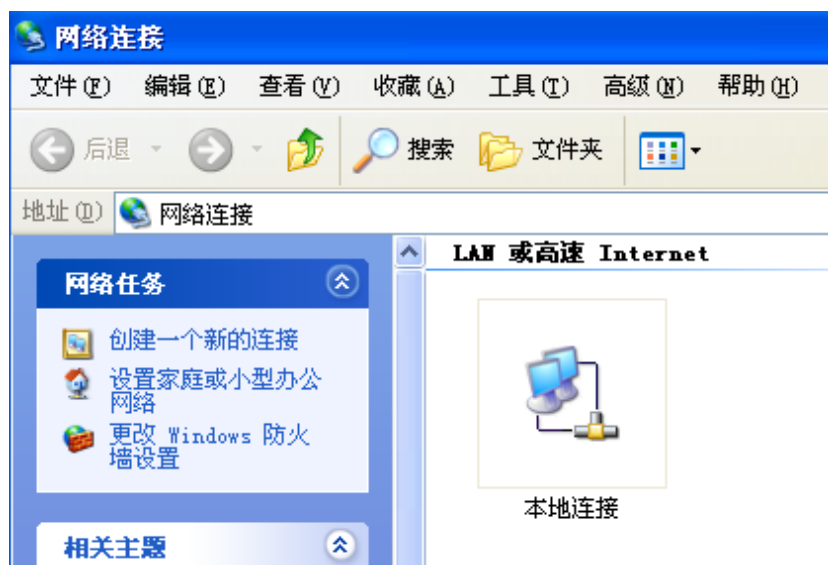 网络连接
文件(F) 编辑(E) 查看(V) 收藏(A) 工具(T) 高级(N) 帮助(H)
后退 搜索 文件夹
地址(D) 网络连接
网络任务
创建一个新的连接
设置家庭或小型办公
网络
更改 Windows 防火
墙设置
相关主题
LAN 或高速 Internet
本地连接